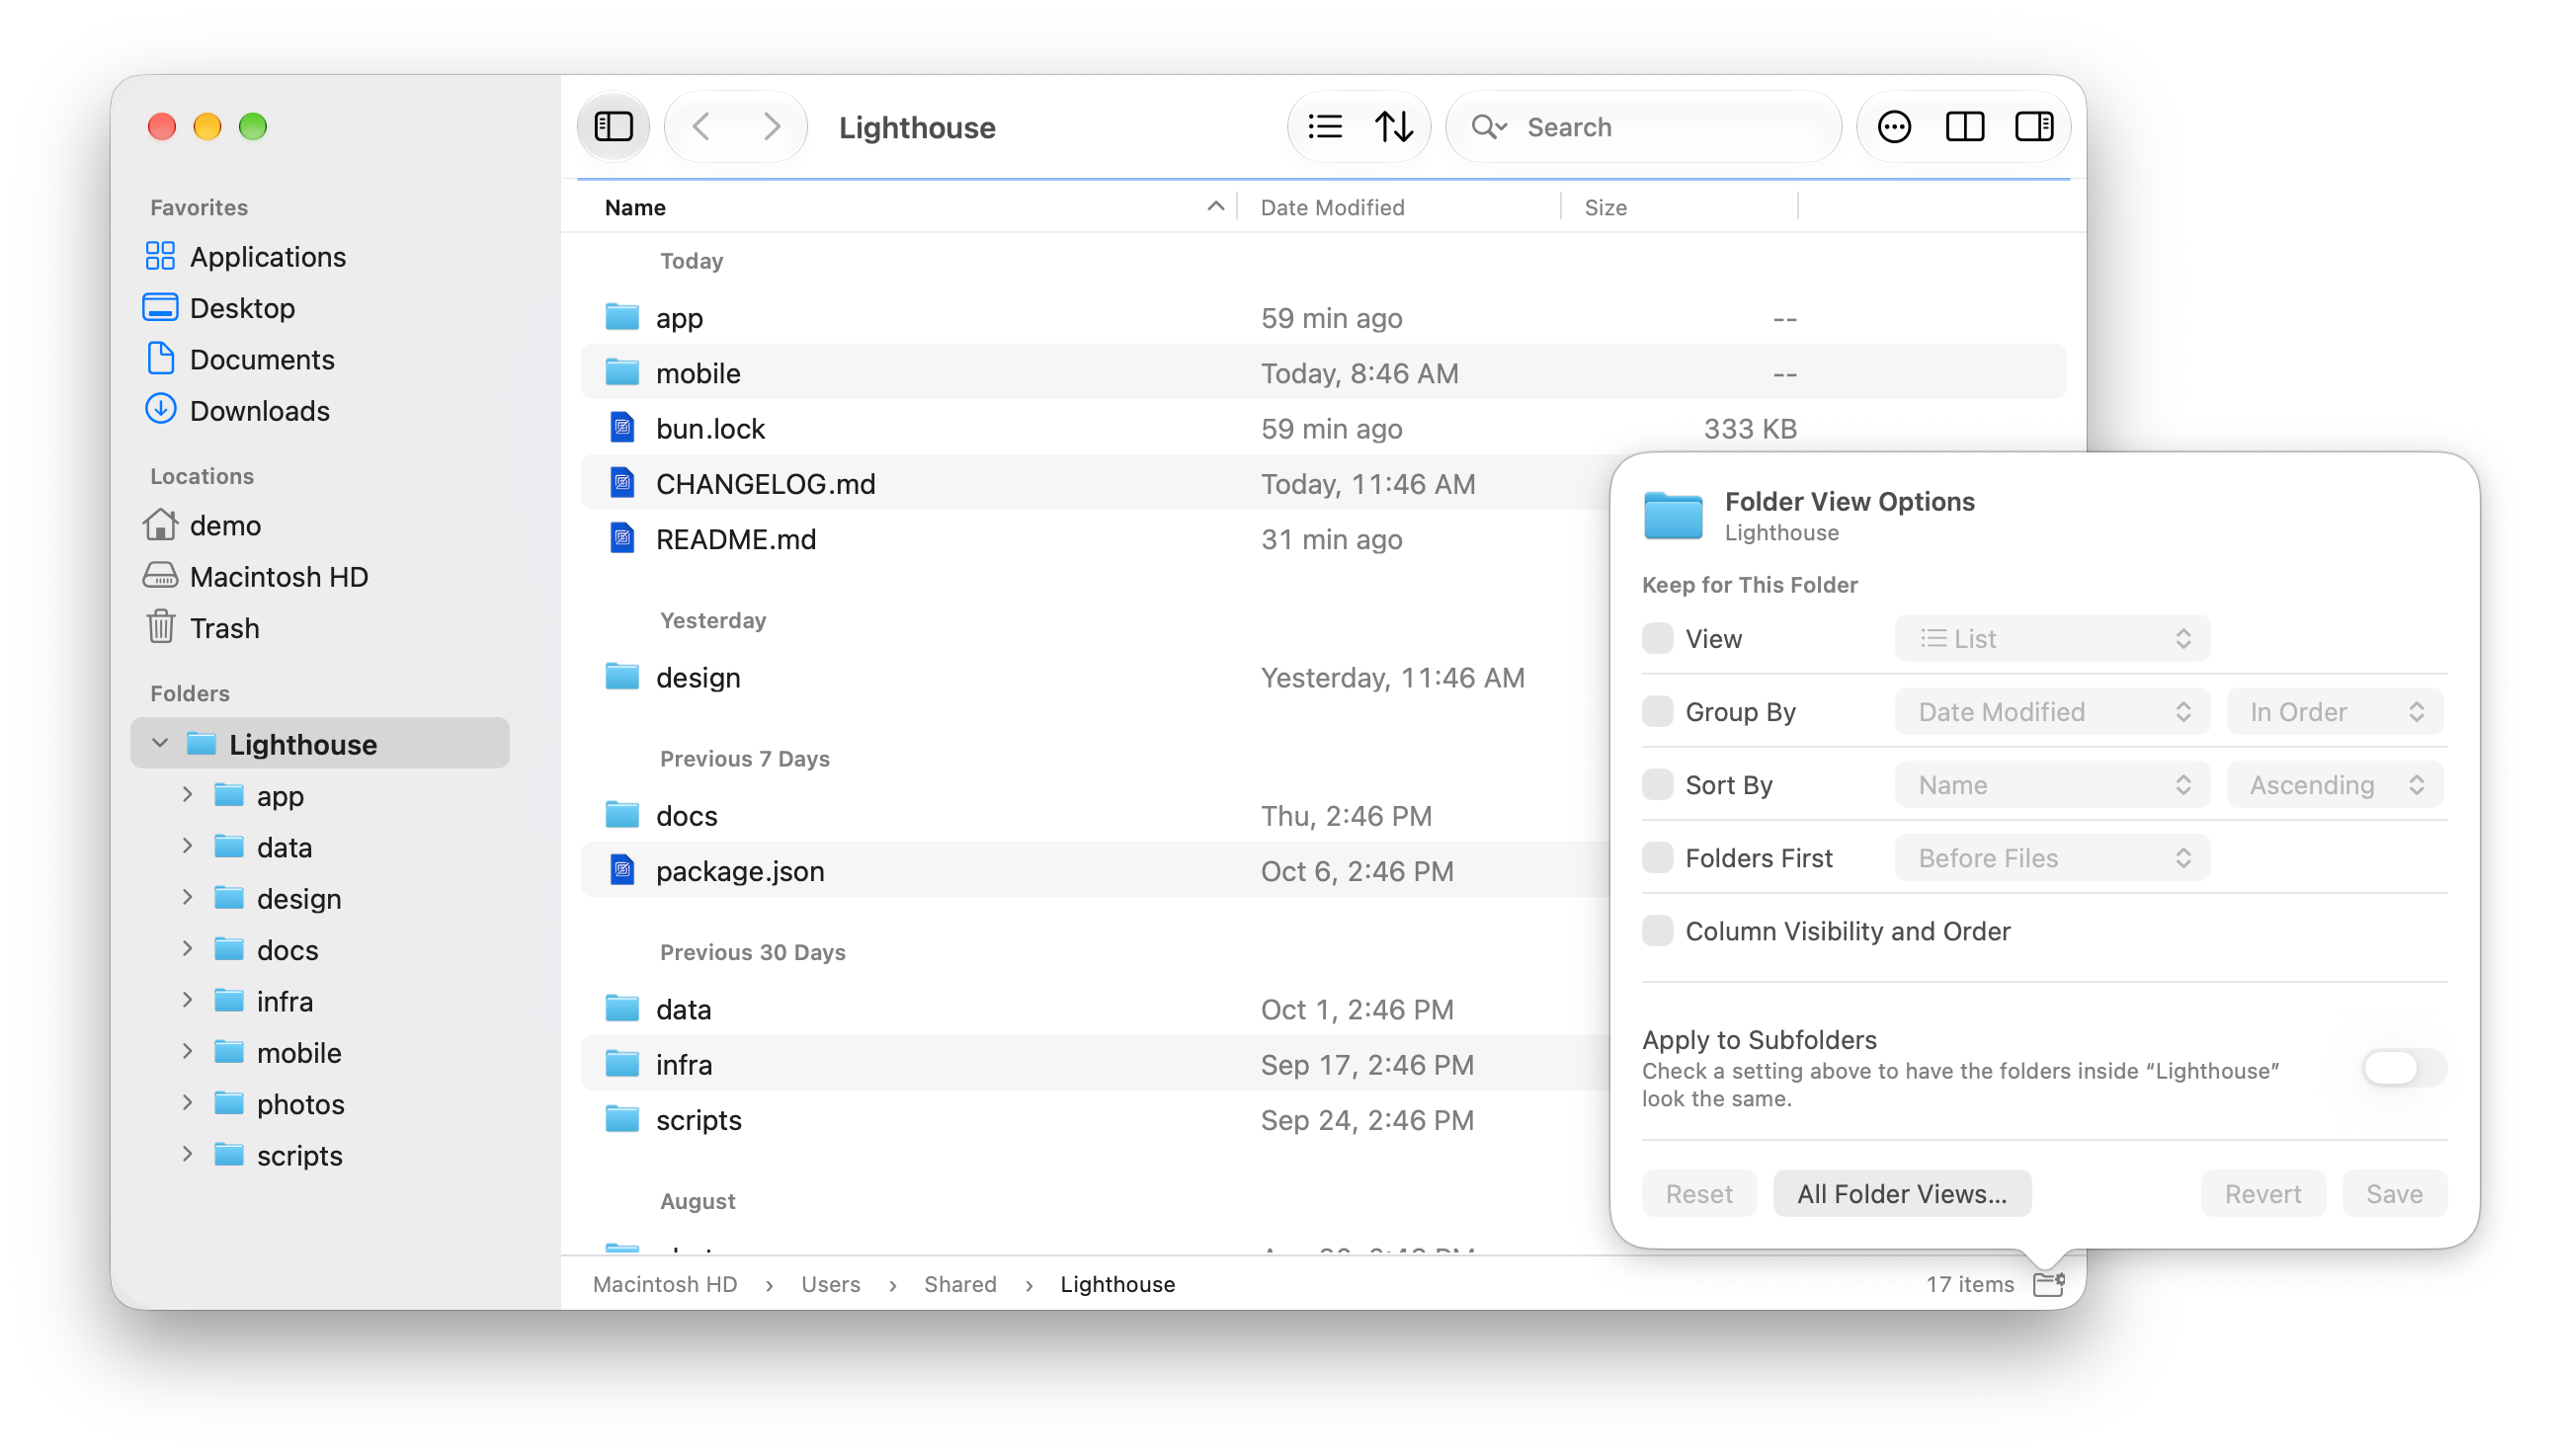 Favorites
Applications
Desktop
Documents
Downloads
Locations
demo
Macintosh HD
Trash
Folders
Lighthouse
app
data
design
docs
infra
mobile
photos
scripts
Lighthouse
Search
Name Date Modified Size
Today
app 59 min ago --
mobile Today, 8:46 AM --
bun.lock 59 min ago 333 KB
CHANGELOG.md Today, 11:46 AM
README.md 31 min ago
Yesterday
design Yesterday, 11:46 AM
Previous 7 Days
docs Thu, 2:46 PM
package.json Oct 6, 2:46 PM
Previous 30 Days
data Oct 1, 2:46 PM
infra Sep 17, 2:46 PM
scripts Sep 24, 2:46 PM
August
Macintosh HD › Users › Shared › Lighthouse
17 items
Folder View Options
Lighthouse
Keep for This Folder
View List
Group By Date Modified In Order
Sort By Name Ascending
Folders First Before Files
Column Visibility and Order
Apply to Subfolders
Check a setting above to have the folders inside “Lighthouse”
look the same.
Reset All Folder Views... Revert Save